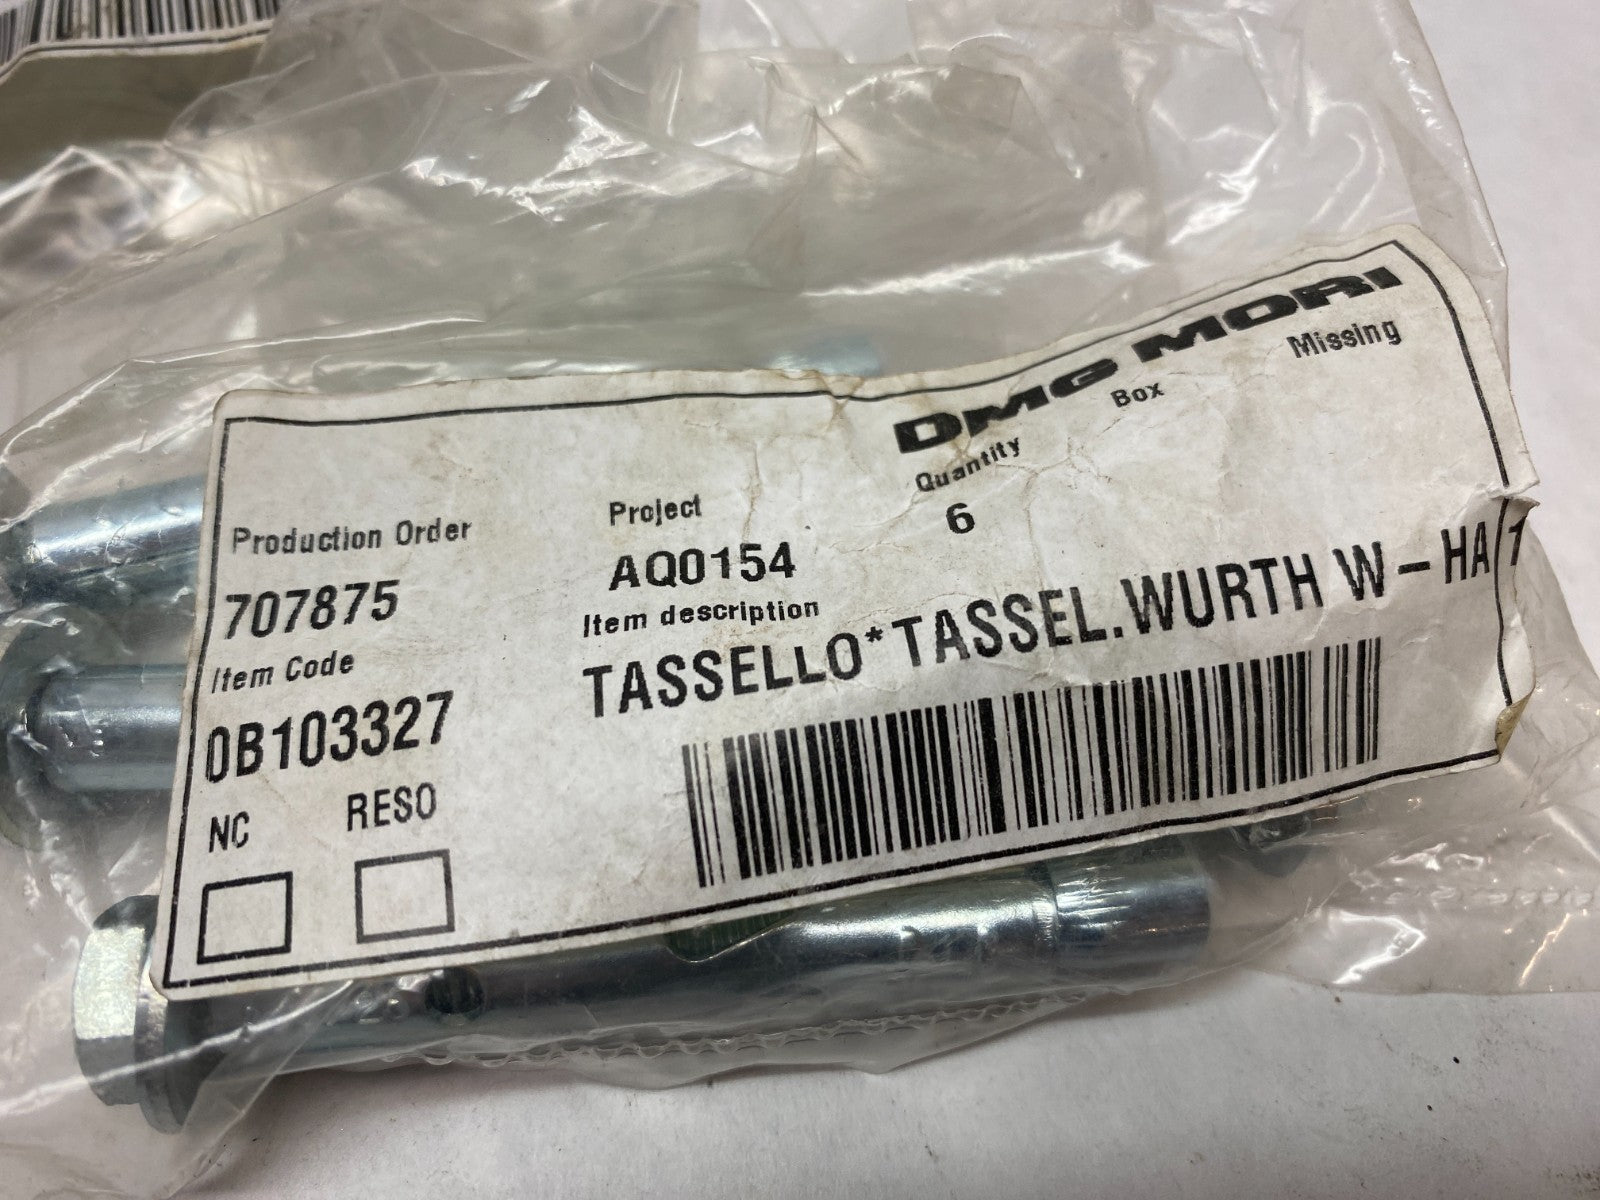 DMG MORI
Quantity Box Missing
6
Production Order Project
707875 AQ0154
Item Code Item description
0B103327 TASSELLO*TASSEL.WURTH W-HA/1
NC RESO